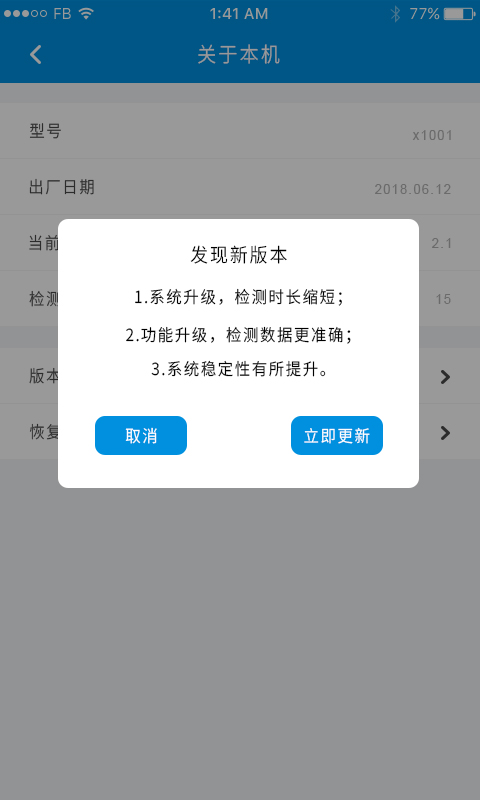 FB 1:41 AM 77%
关于本机
型号 x1001
出厂日期 2018.06.12
当前 2.1
发现新版本
1.系统升级，检测时长缩短；
检测 15
2.功能升级，检测数据更准确；
3.系统稳定性有所提升。
版本
恢复
取消 立即更新